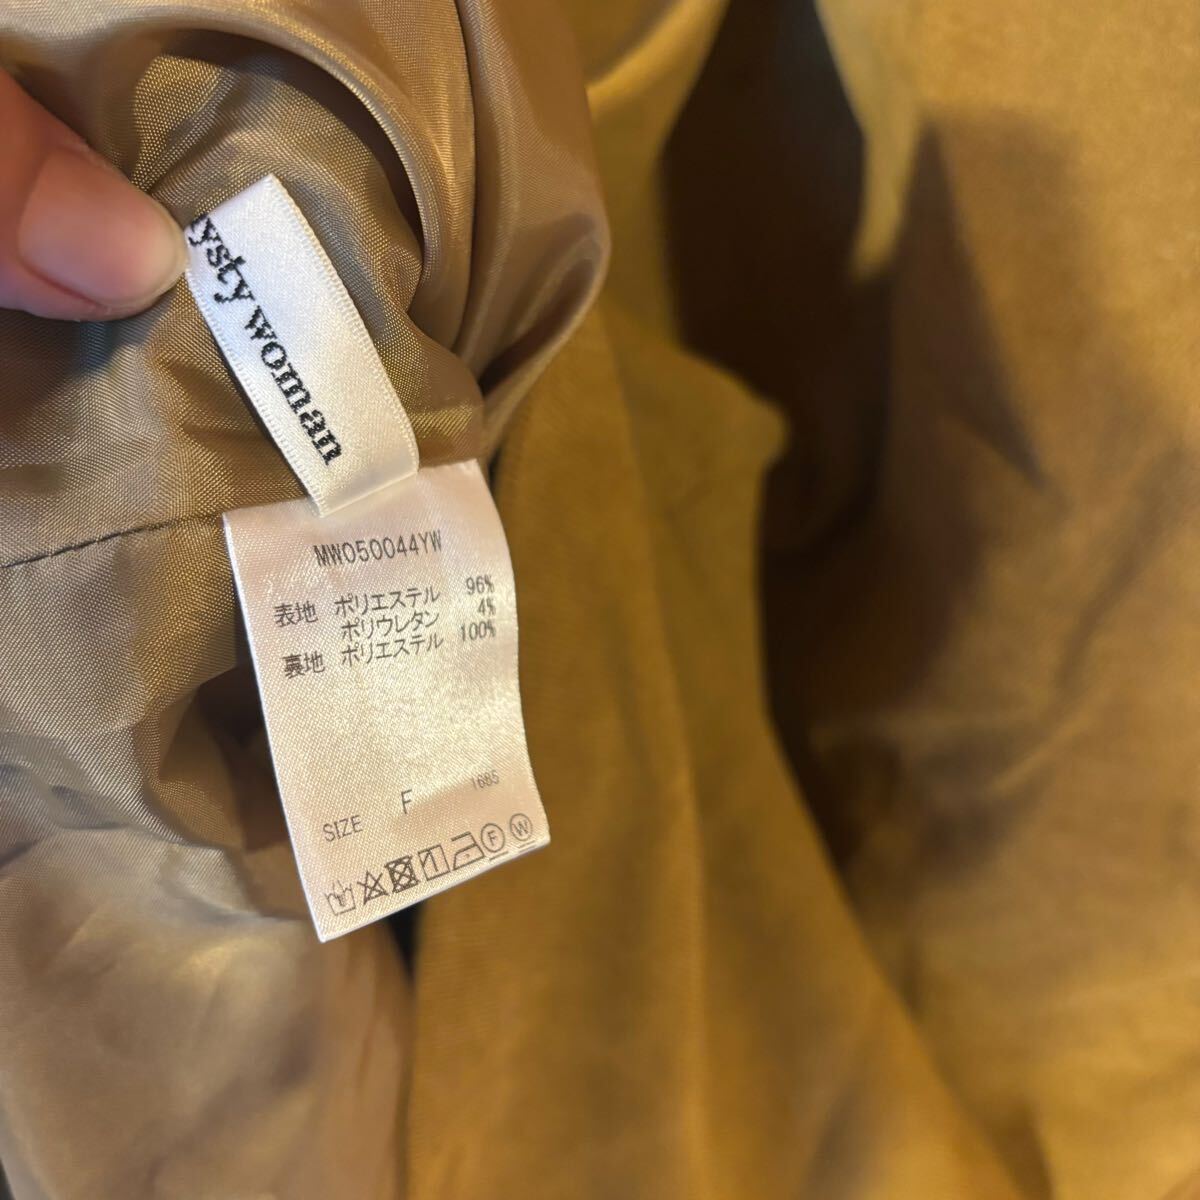 ysty woman
MW050044YW
表地 ポリエステル 96%
ポリウレタン 4%
裏地 ポリエステル 100%
SIZE F 1685
F W